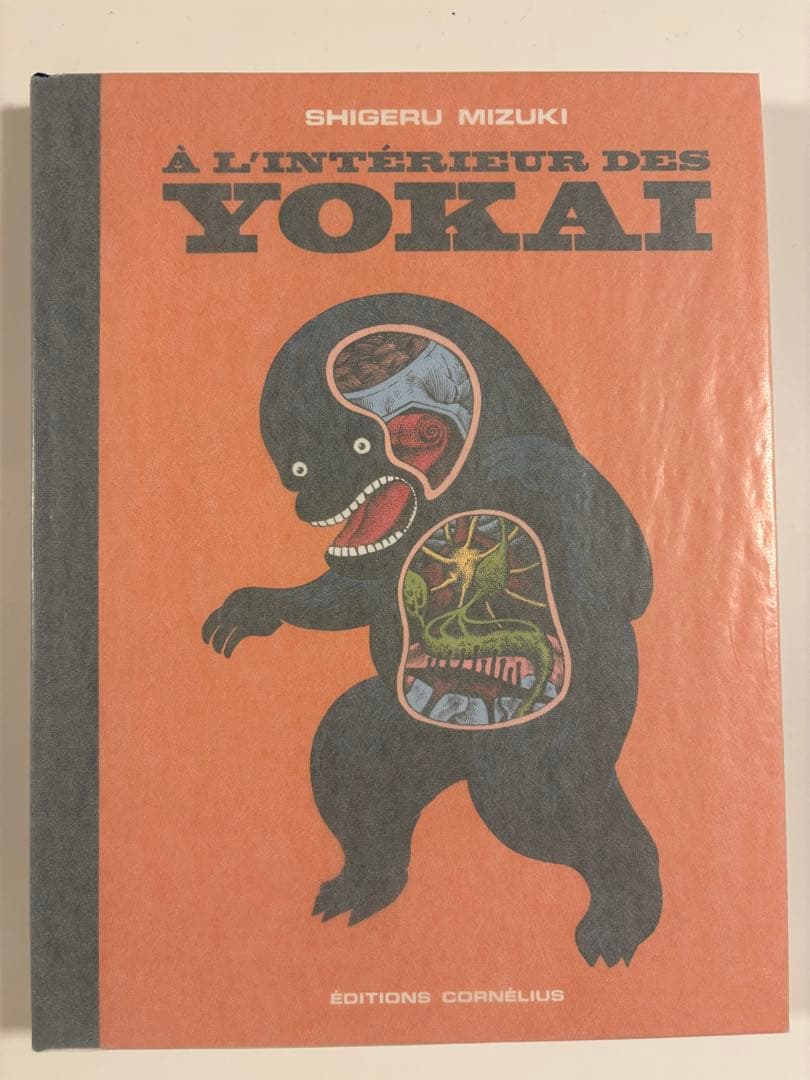 SHIGERU MIZUKI
À L'INTÉRIEUR DES
YOKAI
ÉDITIONS CORNÉLIUS